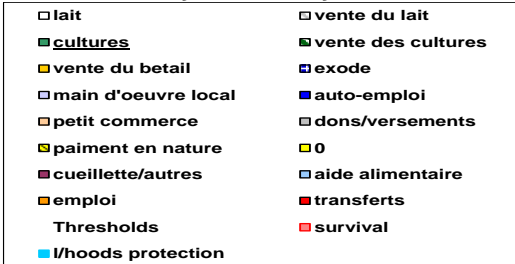 lait vente du lait
cultures vente des cultures
vente du betail exode
main d'oeuvre local auto-emploi
petit commerce dons/versements
paiment en nature 0
cueillette/autres aide alimentaire
emploi transferts
Thresholds survival
l/hoods protection